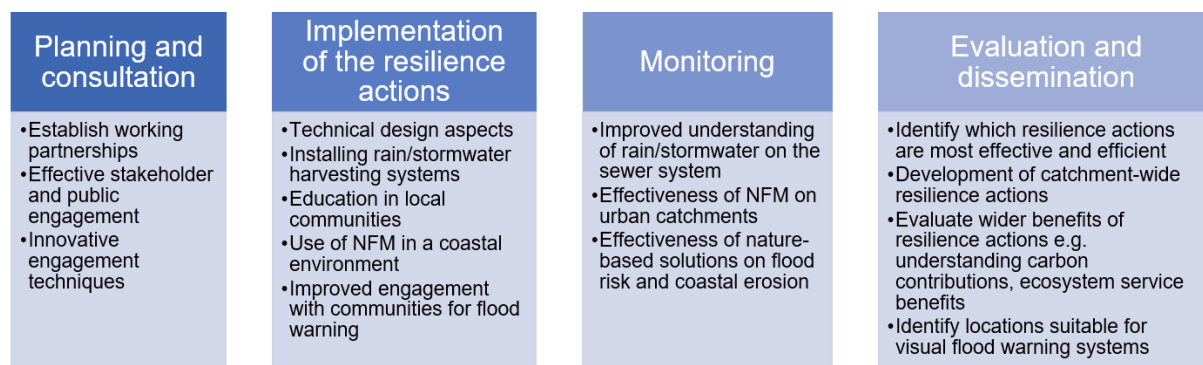 Planning and
consultation
•Establish working
partnerships
•Effective stakeholder
and public
engagement
•Innovative
engagement
techniques
Implementation
of the resilience
actions
•Technical design aspects
•Installing rain/stormwater
harvesting systems
•Education in local
communities
•Use of NFM in a coastal
environment
•Improved engagement
with communities for flood
warning
Monitoring
•Improved understanding
of rain/stormwater on the
sewer system
•Effectiveness of NFM on
urban catchments
•Effectiveness of nature-
based solutions on flood
risk and coastal erosion
Evaluation and
dissemination
•Identify which resilience actions
are most effective and efficient
•Development of catchment-wide
resilience actions
•Evaluate wider benefits of
resilience actions e.g.
understanding carbon
contributions, ecosystem service
benefits
•Identify locations suitable for
visual flood warning systems